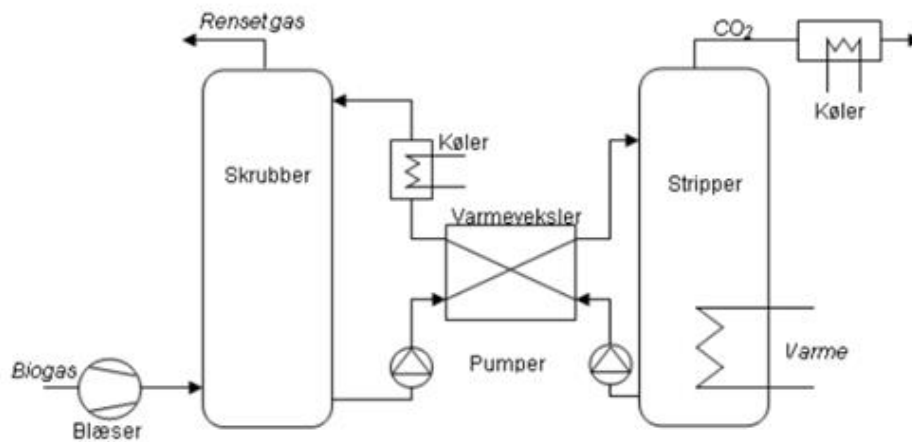 Renset gas
CO2
Køler
Køler
Skrubber
Stripper
Varmeveksler
Biogas
Pumper
Varme
Blæser